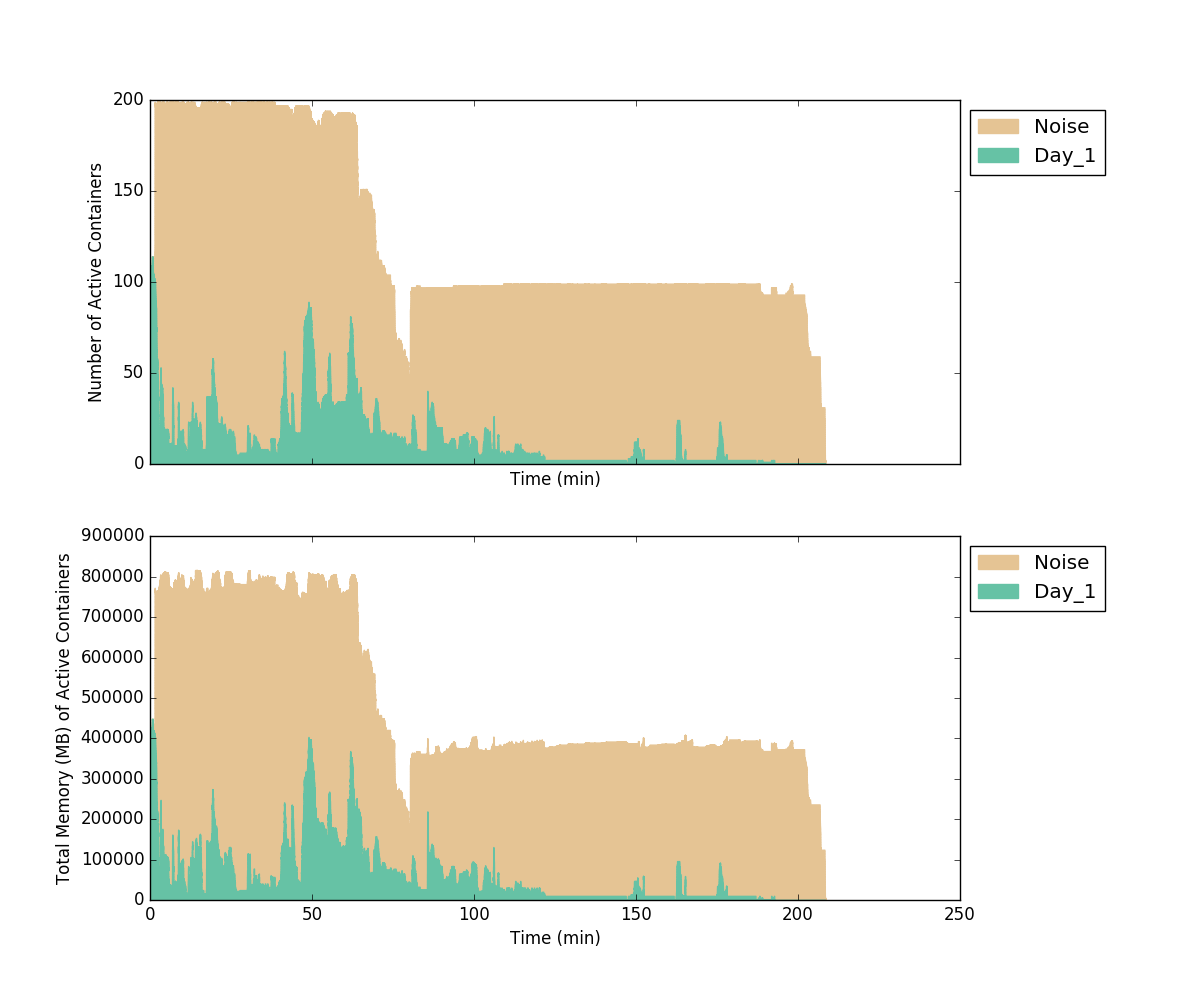 200
150
100
50
0
Number of Active Containers
Time (min)
Noise
Day_1
900000
800000
700000
600000
500000
400000
300000
200000
100000
0
Total Memory (MB) of Active Containers
0 50 100 150 200 250
Time (min)
Noise
Day_1